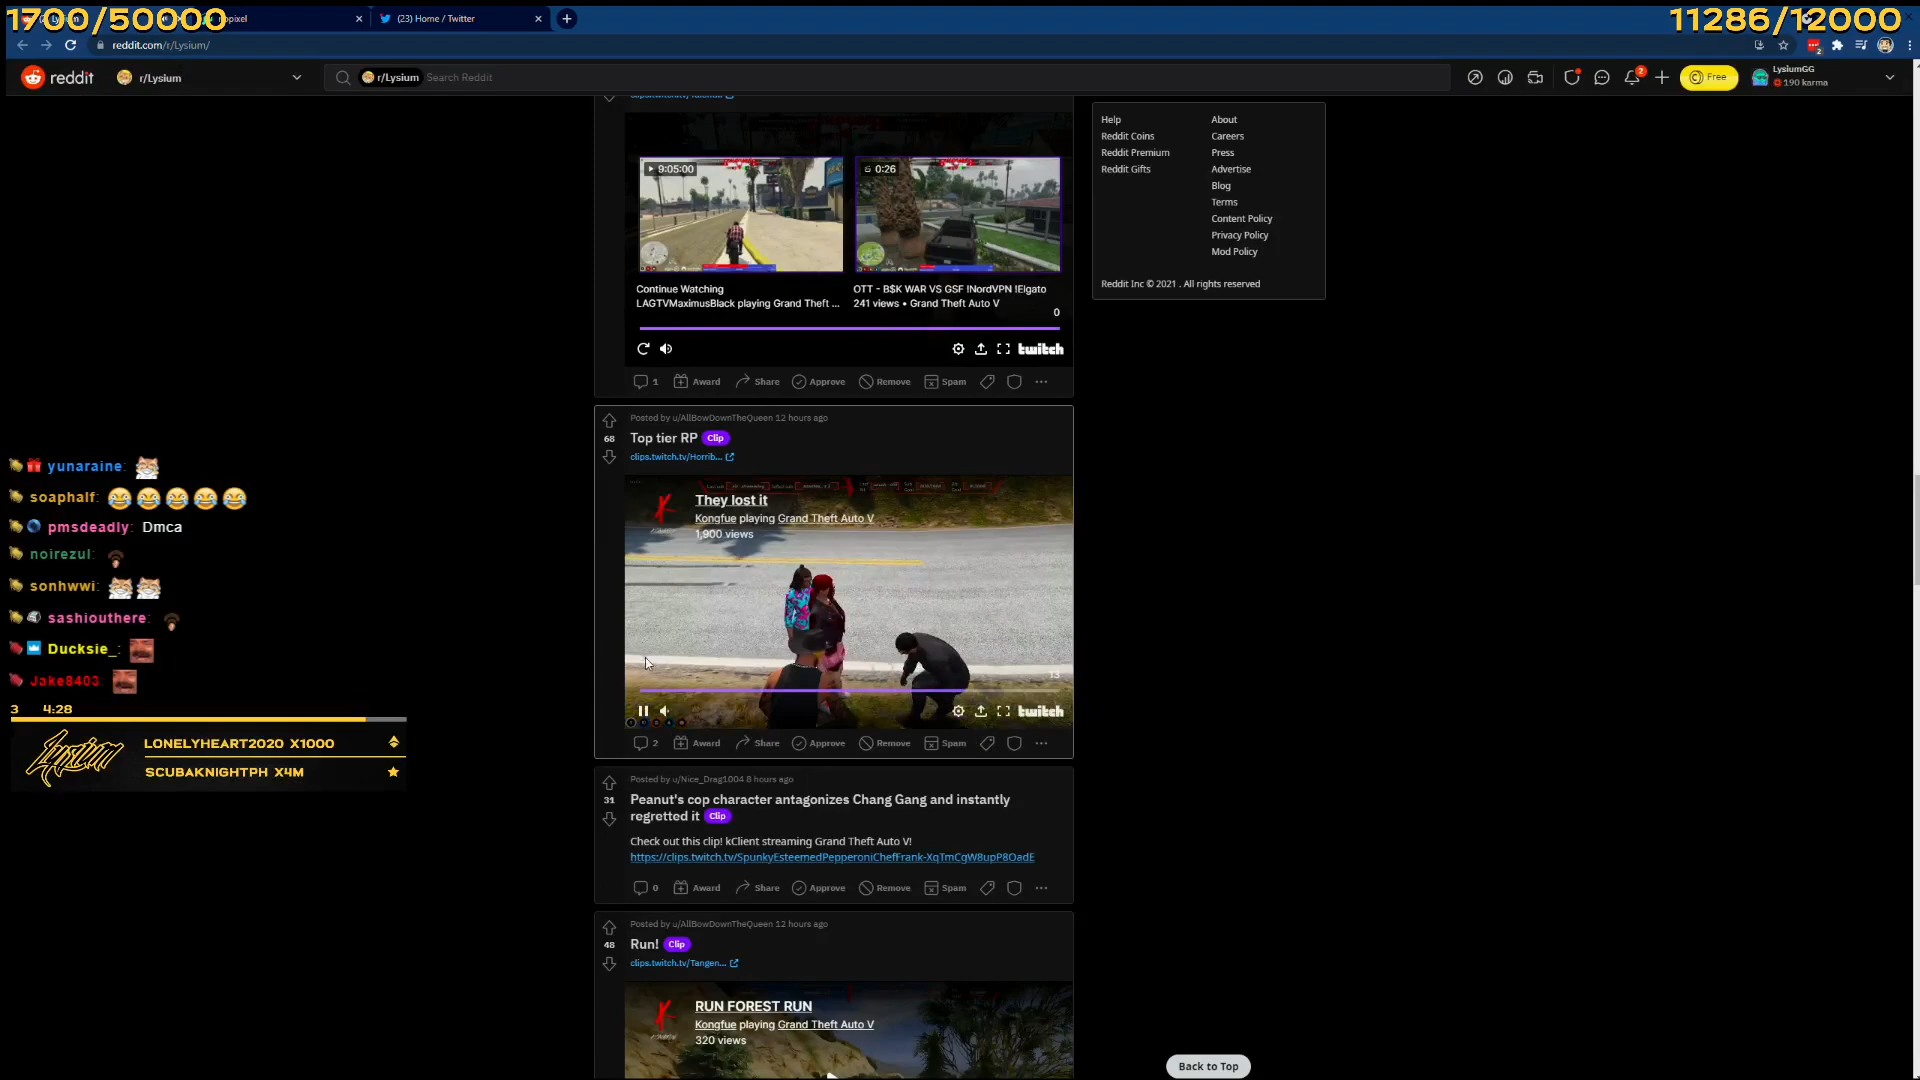 1700/50000
11286/12000
(23) Home / Twitter
reddit.com/r/Lysium/
reddit
r/Lysium
r/Lysium
Search Reddit
2
Free
LysiumGG
190 karma
Help
Reddit Coins
Reddit Premium
Reddit Gifts
About
Careers
Press
Advertise
Blog
Terms
Content Policy
Privacy Policy
Mod Policy
Reddit Inc © 2021 . All rights reserved
9:05:00
0:26
Continue Watching
LAGTVMaximusBlack playing Grand Theft ...
OTT - B$K WAR VS GSF !NordVPN !Elgato
241 views • Grand Theft Auto V
0
twitch
1 Award Share Approve Remove Spam
Posted by u/AllBowDownTheQueen 12 hours ago
68
Top tier RP Clip
clips.twitch.tv/Horrib...
They lost it
Kongfue playing Grand Theft Auto V
1,900 views
13
twitch
2 Award Share Approve Remove Spam
Posted by u/Nice_Drag1004 8 hours ago
31
Peanut's cop character antagonizes Chang Gang and instantly
regretted it Clip
Check out this clip! kClient streaming Grand Theft Auto V!
https://clips.twitch.tv/SpunkyEsteemedPepperoniChefFrank-XqTmCgW8upP8OadE
0 Award Share Approve Remove Spam
Posted by u/AllBowDownTheQueen 12 hours ago
48
Run! Clip
clips.twitch.tv/Tangen...
RUN FOREST RUN
Kongfue playing Grand Theft Auto V
320 views
Back to Top
yunaraine:
soaphalf:
pmsdeadly: Dmca
noirezul:
sonhwwi:
sashiouthere:
Ducksie_:
Jake8403:
3 4:28
Lysium
LONELYHEART2020 X1000
SCUBAKNIGHTPH X4M